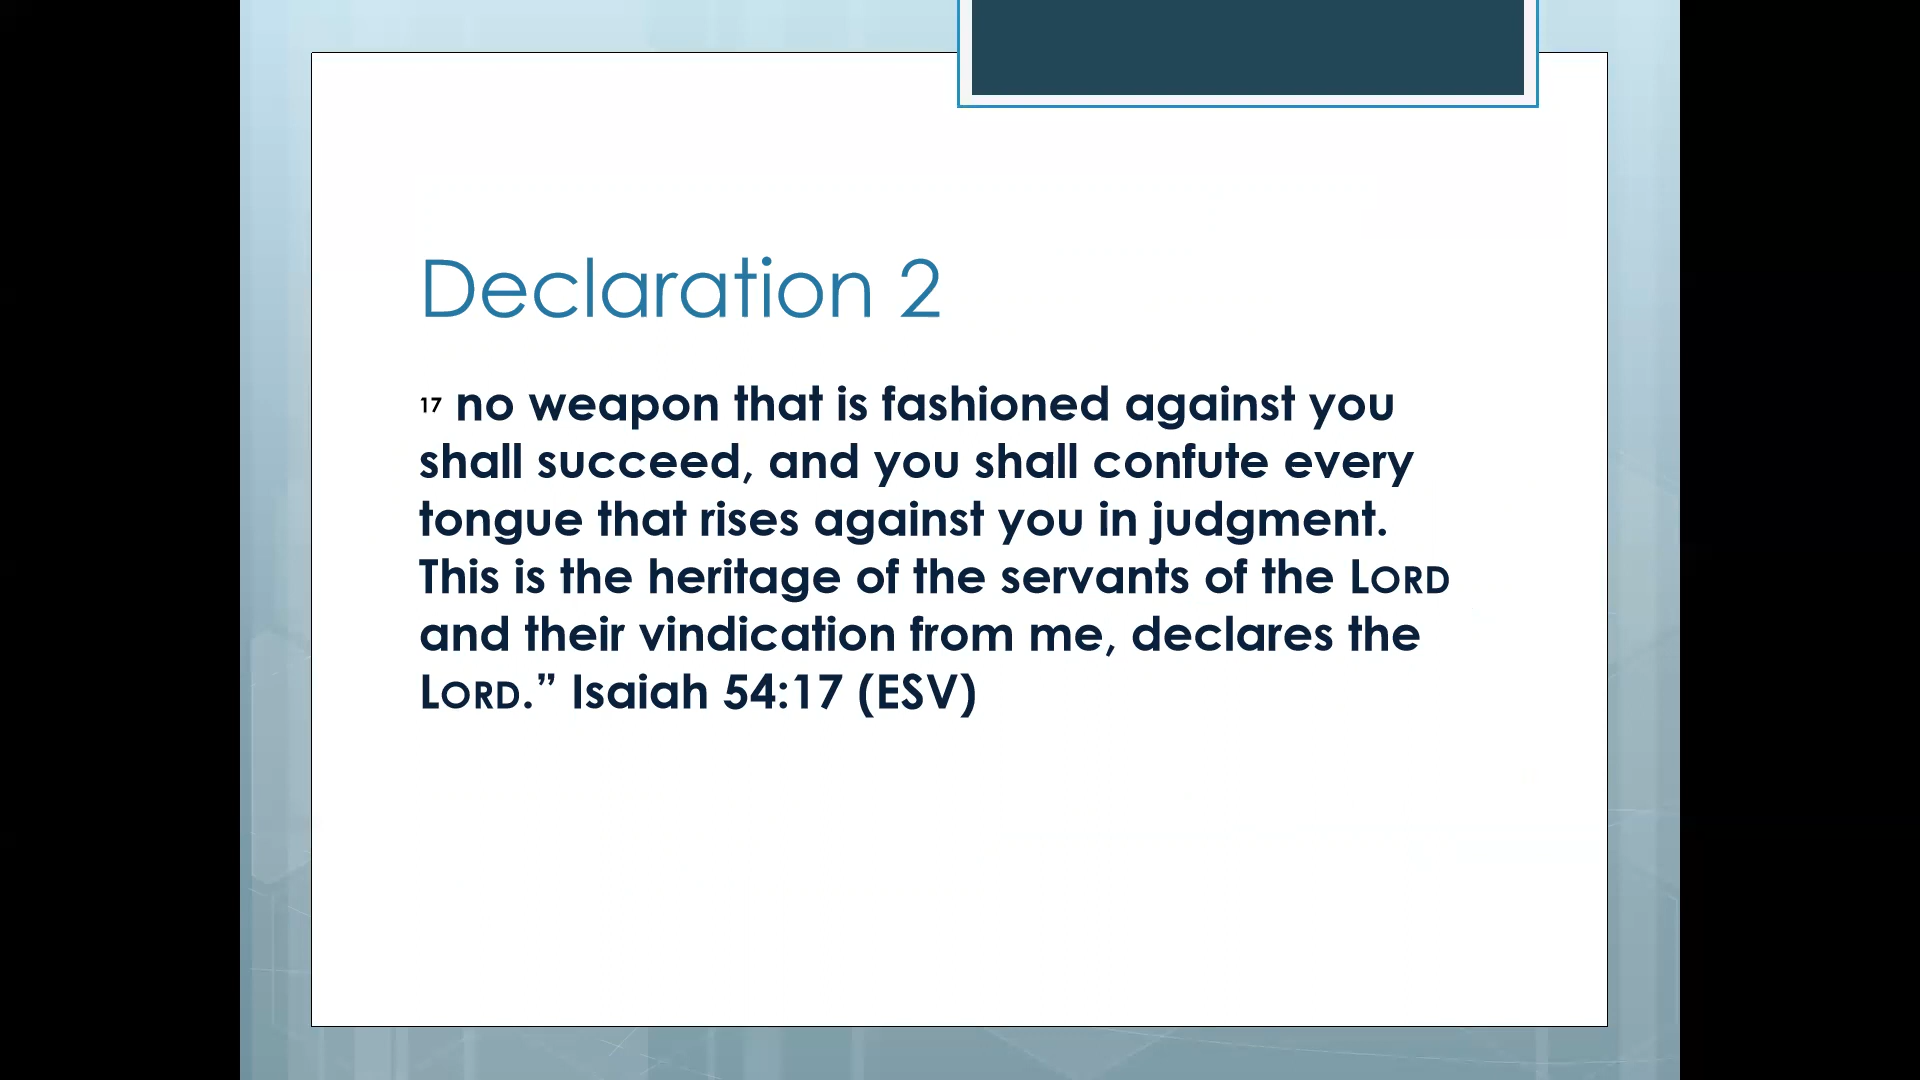 Declaration 2
17 no weapon that is fashioned against you
shall succeed, and you shall confute every
tongue that rises against you in judgment.
This is the heritage of the servants of the LORD
and their vindication from me, declares the
LORD.” Isaiah 54:17 (ESV)